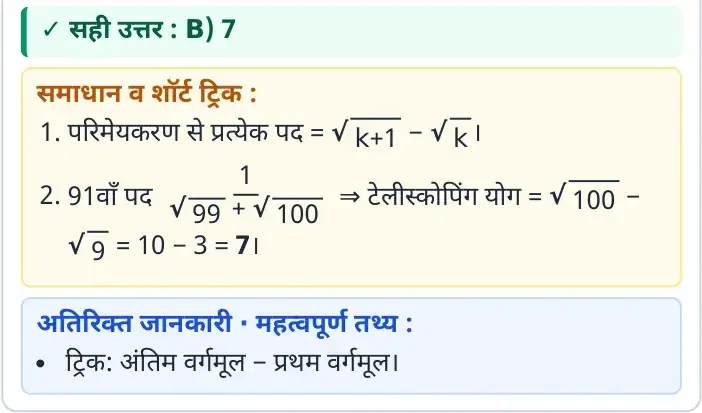 ✓ सही उत्तर : B) 7
समाधान व शॉर्ट ट्रिक :
1. परिमेयकरण से प्रत्येक पद = √k+1 − √k।
2. 91वाँ पद 1/(√99 + √100) ⇒ टेलीस्कोपिंग योग = √100 −
√9 = 10 − 3 = 7।
अतिरिक्त जानकारी · महत्वपूर्ण तथ्य :
• ट्रिक: अंतिम वर्गमूल − प्रथम वर्गमूल।